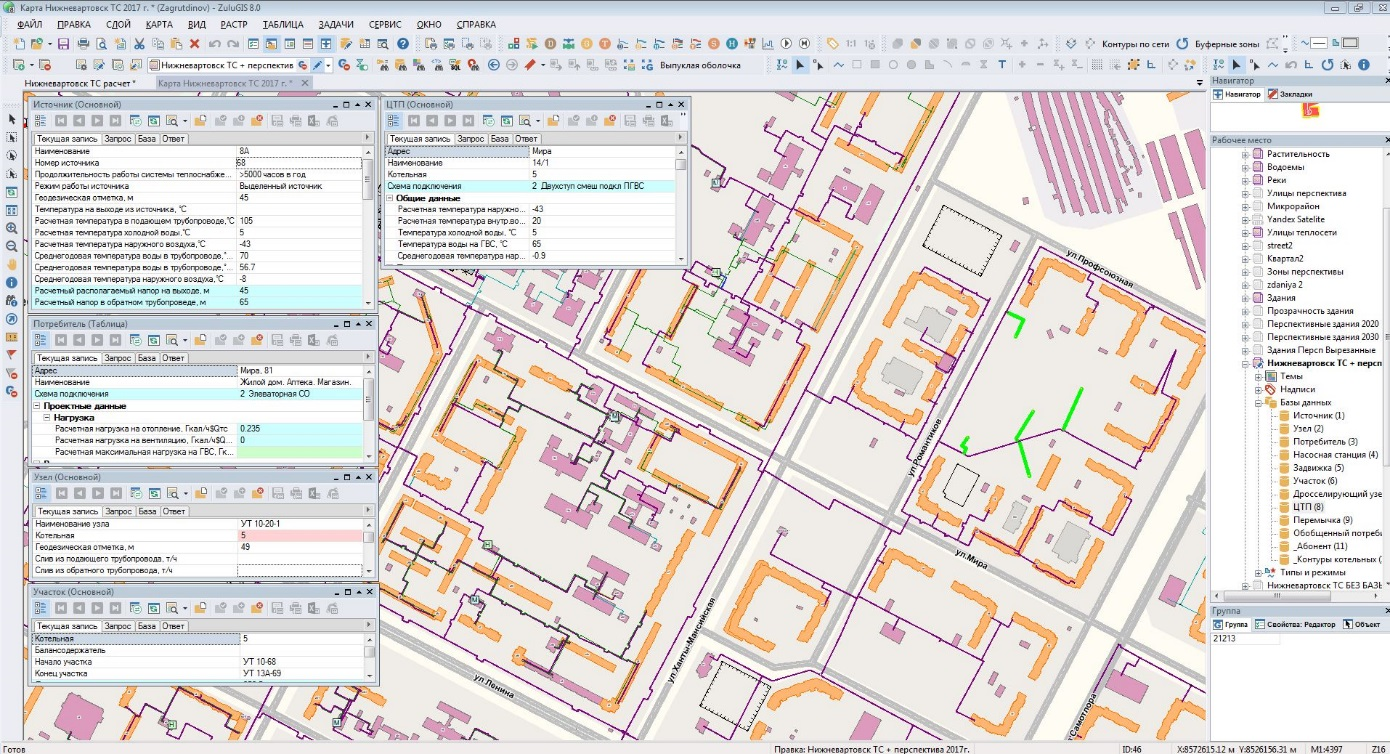 Карта Нижневартовск ТС 2017 г. * (Zagrutdinov) - ZuluGIS 8.0
ФАЙЛ ПРАВКА СЛОЙ КАРТА ВИД РАСТР ТАБЛИЦА ЗАДАЧИ СЕРВИС ОКНО СПРАВКА
Контуры по сети Буферные зоны
Нижневартовск ТС + перспектив Выпуклая оболочка
Нижневартовск ТС расчет * Карта Нижневартовск ТС 2017 г. *
Источник (Основной)
Текущая запись Запрос База Ответ
Наименование 8А
Номер источника 68
Продолжительность работы системы теплоснабже... >5000 часов в год
Режим работы источника Выделенный источник
Геодезическая отметка, м 45
Температура на выходе из источника, °C
Расчетная температура в подающем трубопроводе,°C 105
Расчетная температура холодной воды,°C 5
Расчетная температура наружного воздуха,°C -43
Среднегодовая температура воды в трубопроводе,°... 70
Среднегодовая температура воды в трубопроводе,°... 56.7
Среднегодовая температура наружного воздуха,°C -8
Расчетный располагаемый напор на выходе, м 45
Расчетный напор в обратном трубопроведе, м 65
ЦТП (Основной)
Текущая запись Запрос База Ответ
Адрес Мира
Наименование 14/1
Котельная 5
Схема подключения 2 Двухступ смеш подкл ПГВС
Общие данные
Расчетная температура наружно... -43
Расчетная температура внутр.во... 20
Температура холодной воды, °C 5
Температура воды на ГВС, °C 65
Среднегодовая температура нар... -0.9
Потребитель (Таблица)
Текущая запись Запрос База Ответ
Адрес Мира, 81
Наименование Жилой дом. Аптека. Магазин.
Схема подключения 2 Элеваторная СО
Проектные данные
Нагрузка
Расчетная нагрузка на отопление, Гкал/ч$Qтс 0.235
Расчетная нагрузка на вентиляцию, Гкал/ч$Q... 0
Расчетная максимальная нагрузка на ГВС, Гк...
Узел (Основной)
Текущая запись Запрос База Ответ
Наименование узла УТ 10-20-1
Котельная 5
Геодезическая отметка, м 49
Слив из подающего трубопровода, т/ч
Слив из обратного трубопровода, т/ч
Участок (Основной)
Текущая запись Запрос База Ответ
Котельная 5
Балансодержатель
Начало участка УТ 10-68
Конец участка УТ 13А-69
ул.Профсоюзная
ул.Романтиков
ул.Мира
ул.Ханты-Мансийская
ул.Ленина
Самотлора
Навигатор
Навигатор Закладки
Рабочее место
Растительность
Водоемы
Реки
Улицы перспектива
Микрорайон
Yandex Satellite
Улицы теплосети
street2
Квартал2
Зоны перспективы
zdaniya 2
Здания
Прозрачность здания
Перспективные здания 2020
Перспективные здания 2030
Здания Персп Вырезанные
Нижневартовск ТС + персп
Темы
Надписи
Базы данных
Источник (1)
Узел (2)
Потребитель (3)
Насосная станция (4)
Задвижка (5)
Участок (6)
Дросселирующий узе
ЦТП (8)
Перемычка (9)
Обобщенный потреби
_Абонент (11)
_Контуры котельных (
Типы и режимы
Нижневартовск ТС БЕЗ БАЗЫ
Группа
Группа Свойства: Редактор Объект
21213
Готов Правка: Нижневартовск ТС + перспектива 2017г. ID:46 X:8572615.12 м Y:8526156.31 м М1:4397 Z16